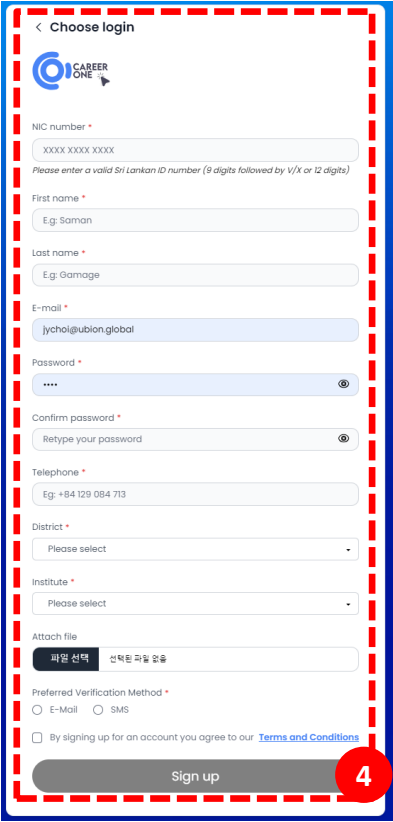 < Choose login
CAREER
ONE
NIC number *
XXXX XXXX XXXX
Please enter a valid Sri Lankan ID number (9 digits followed by V/X or 12 digits)
First name *
E.g: Saman
Last name *
E.g: Gamage
E-mail *
jychoi@ubion.global
Password *
••••
Confirm password *
Retype your password
Telephone *
Eg: +84 129 084 713
District *
Please select
Institute *
Please select
Attach file
파일 선택 선택된 파일 없음
Preferred Verification Method *
E-Mail SMS
By signing up for an account you agree to our Terms and Conditions
Sign up
4